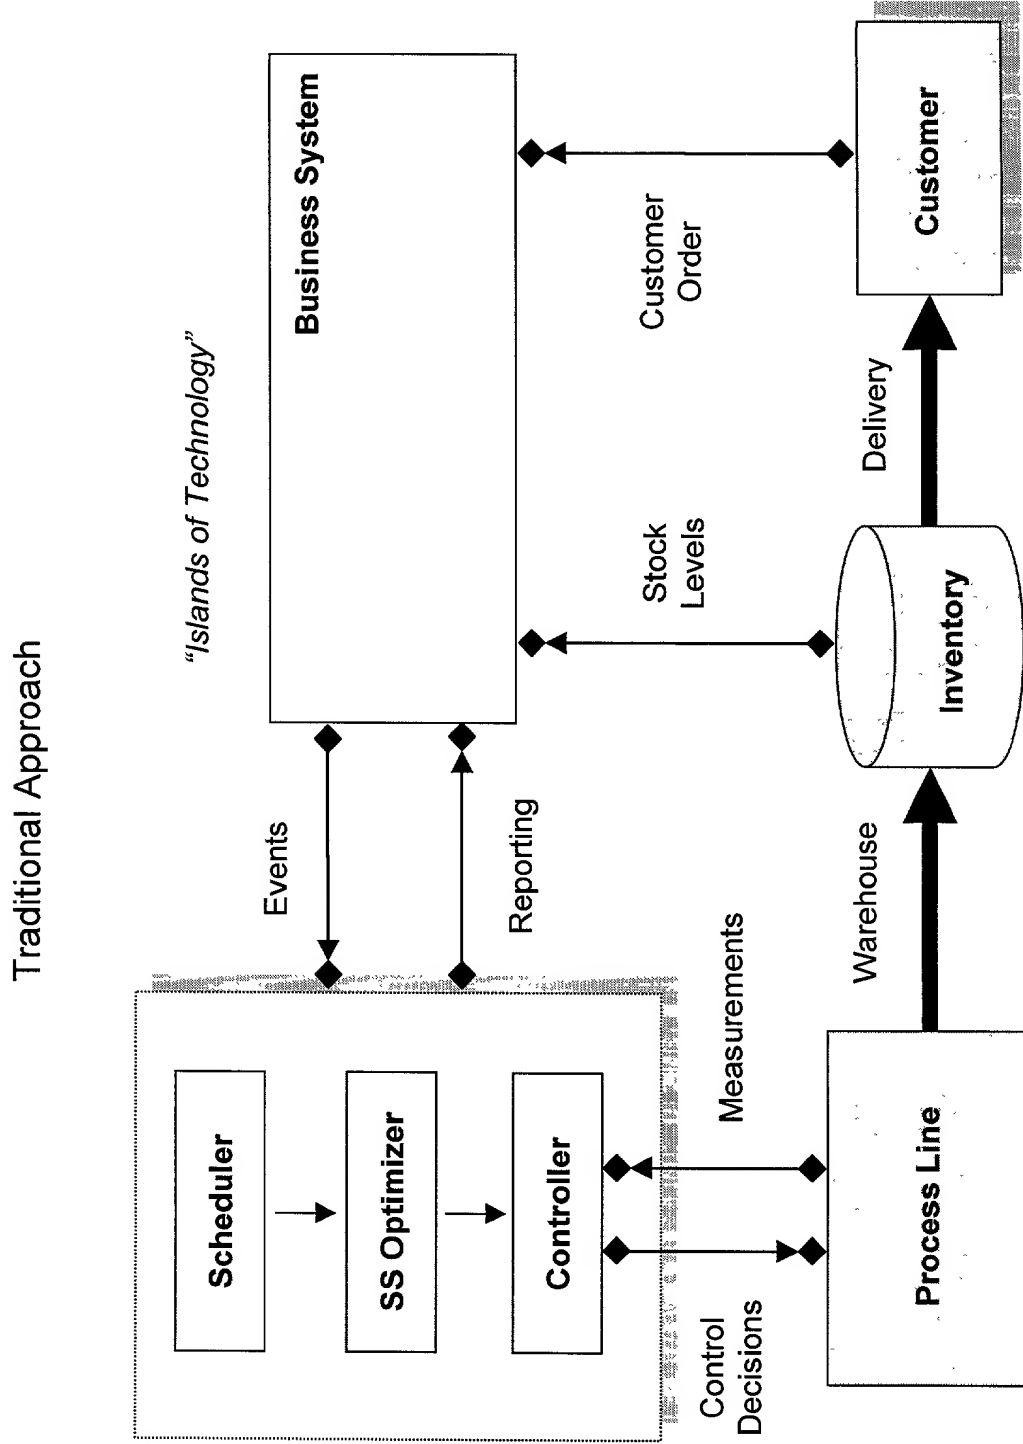 Traditional Approach
“Islands of Technology”
Scheduler
SS Optimizer
Controller
Events
Reporting
Business System
Control
Decisions
Measurements
Stock
Levels
Customer
Order
Process Line
Warehouse
Inventory
Delivery
Customer